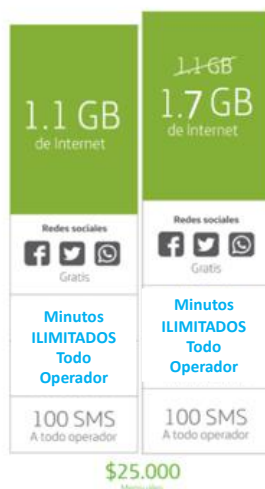 1.1 GB
de Internet
Redes sociales
Gratis
Minutos
ILIMITADOS
Todo
Operador
100 SMS
A todo operador
1.1 GB
1.7 GB
de Internet
Redes sociales
Gratis
Minutos
ILIMITADOS
Todo
Operador
100 SMS
A todo operador
$25.000
Mensuales